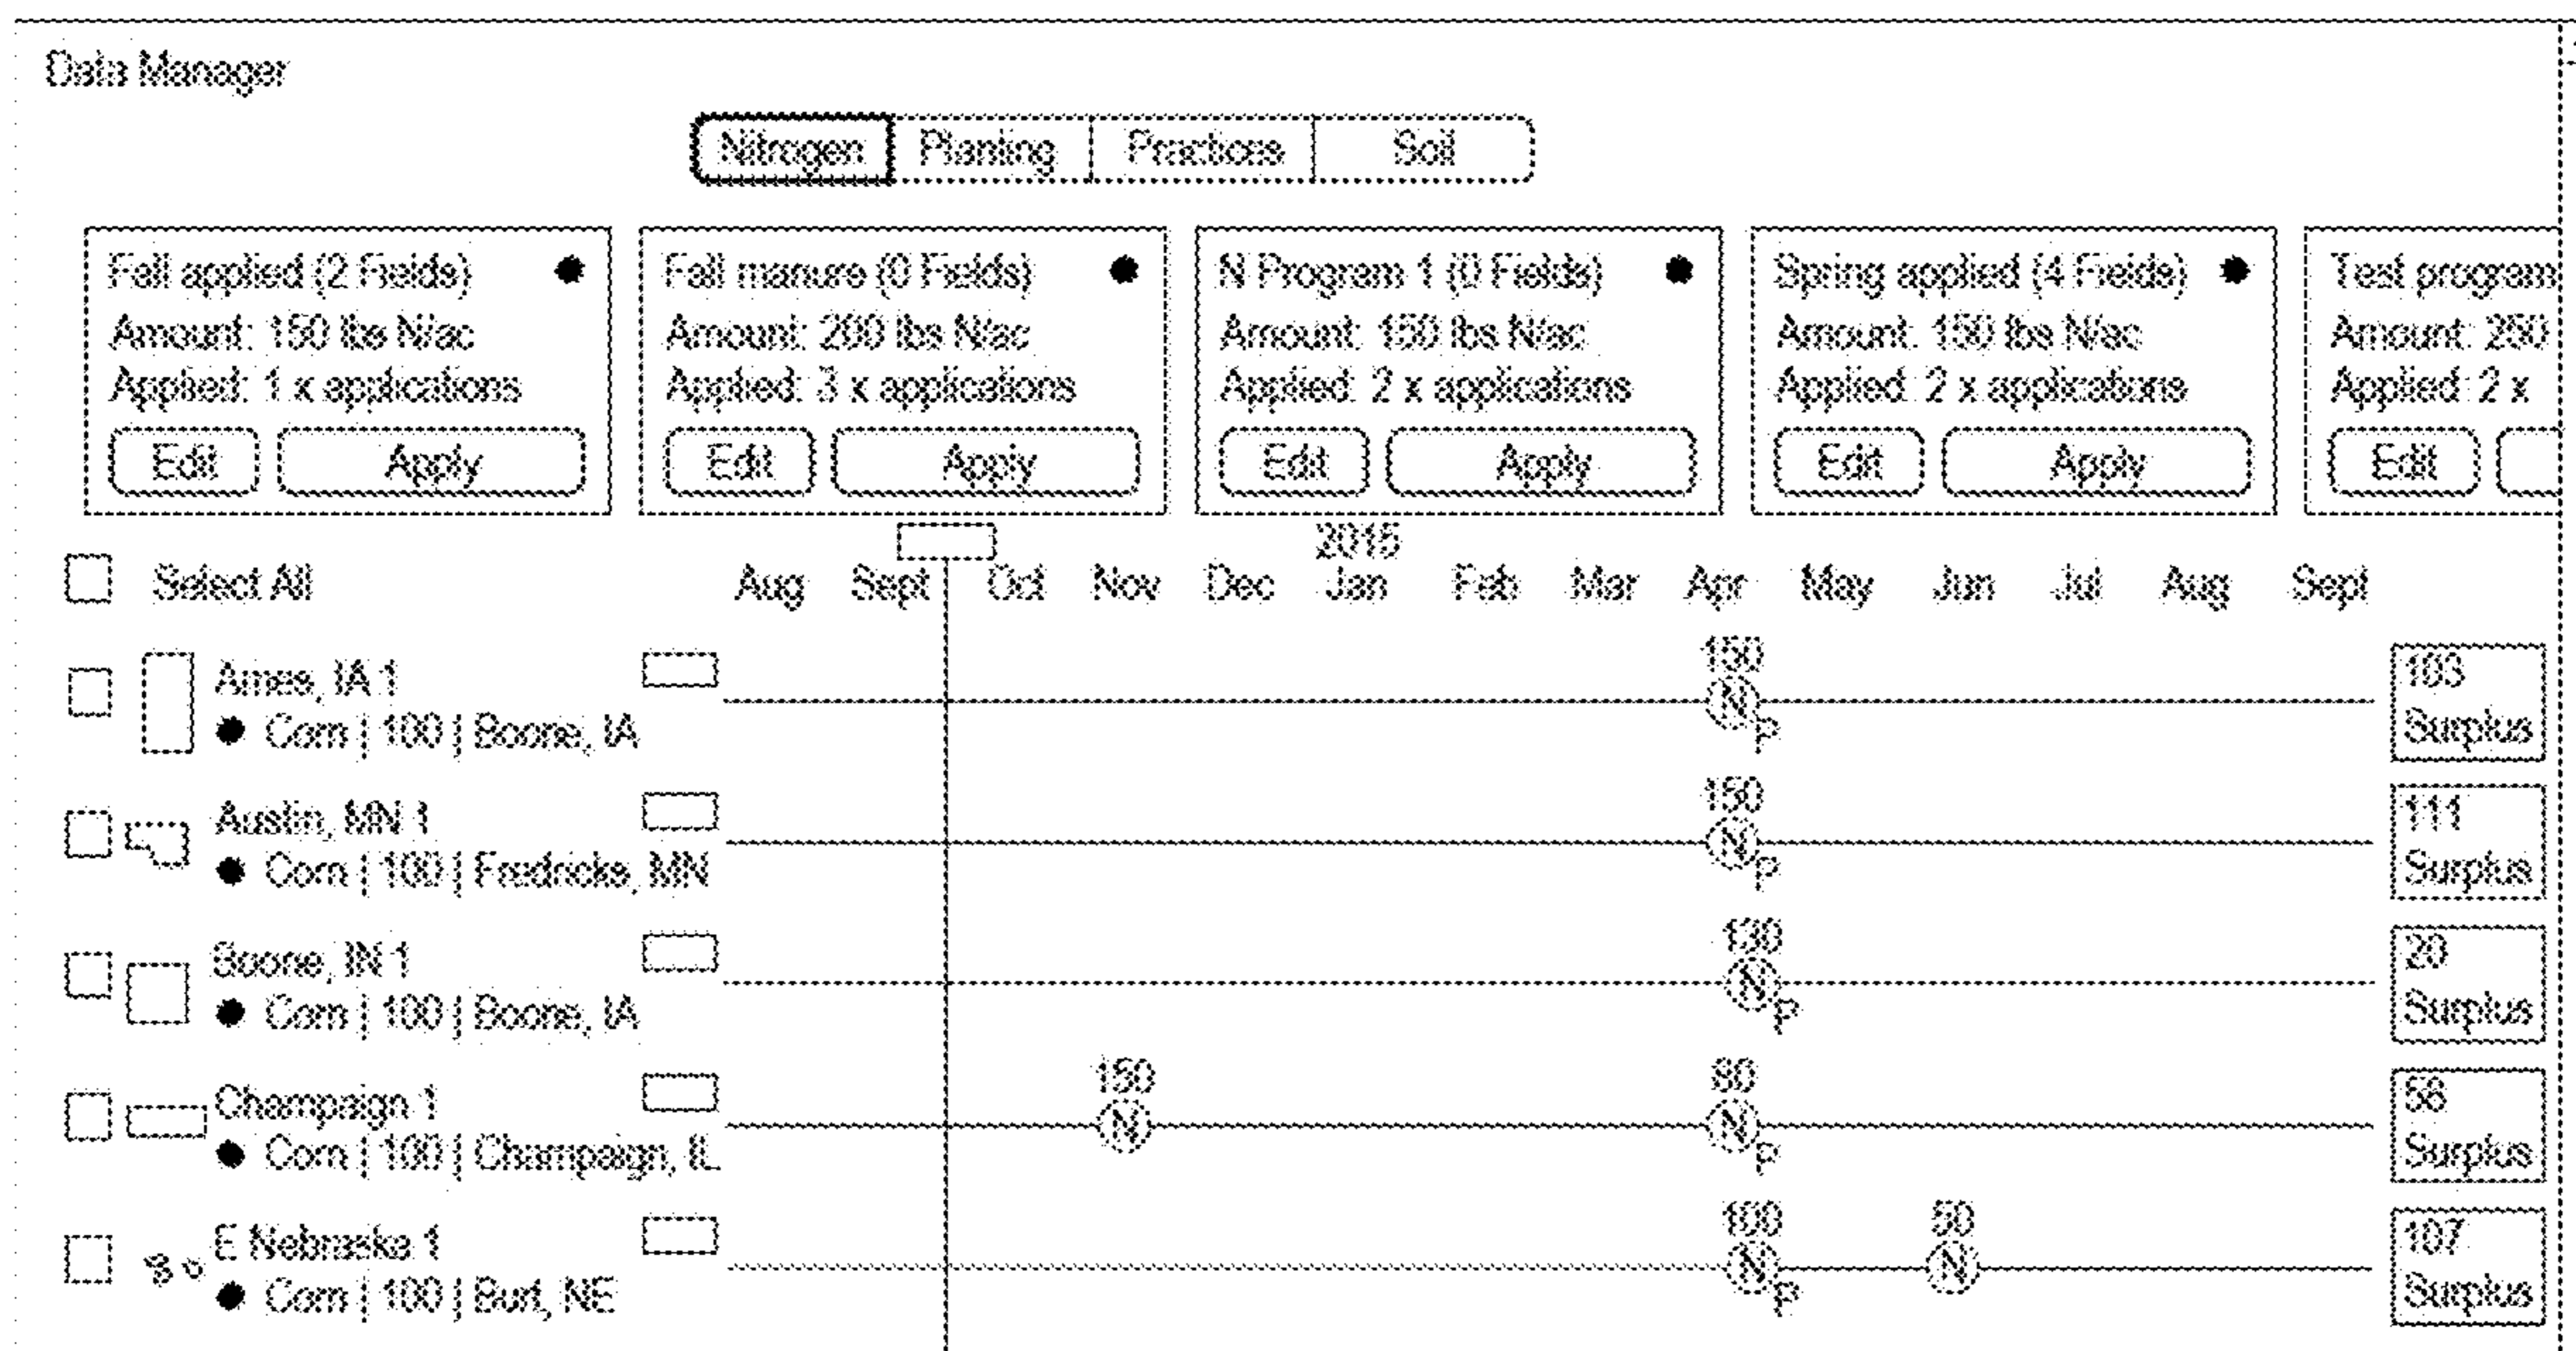 Data Manager
Nitrogen Planting Practices Soil
Fall applied (2 Fields) Fall manure (0 Fields) N Program 1 (0 Fields) Spring applied (4 Fields) Test program
Amount: 150 lbs N/ac Amount: 200 lbs N/ac Amount: 150 lbs N/ac Amount: 150 lbs N/ac Amount: 250
Applied: 1 x applications Applied: 3 x applications Applied: 2 x applications Applied: 2 x applications Applied: 2 x
Edit Apply Edit Apply Edit Apply Edit Apply Edit
2015
Select All Aug Sept Oct Nov Dec Jan Feb Mar Apr May Jun Jul Aug Sept
150
Ames, IA 1 N 103
Corn | 100 | Boone, IA P Surplus
150
Austin, MN 1 N 111
Corn | 100 | Fredricks, MN P Surplus
130
Boone, IN 1 N 20
Corn | 100 | Boone, IA P Surplus
150 80
Champaign 1 N N
Corn | 100 | Champaign, IL P Surplus
100 50
E Nebraska 1 N N 107
Corn | 100 | Burt, NE P Surplus